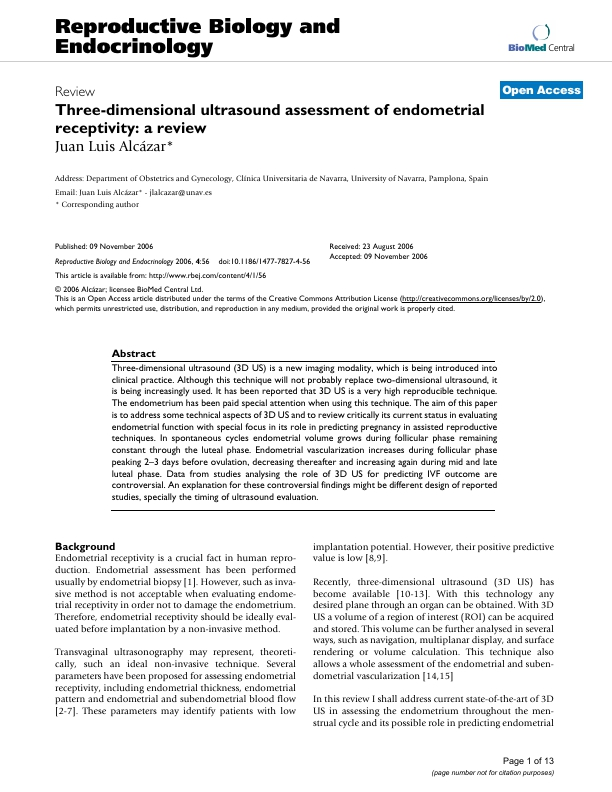 Reproductive Biology and
Endocrinology
BioMed Central
Review
Open Access
Three-dimensional ultrasound assessment of endometrial
receptivity: a review
Juan Luis Alcázar*
Address: Department of Obstetrics and Gynecology, Clínica Universitaria de Navarra, University of Navarra, Pamplona, Spain
Email: Juan Luis Alcázar* - jlalcazar@unav.es
* Corresponding author
Published: 09 November 2006
Reproductive Biology and Endocrinology 2006, 4:56 doi:10.1186/1477-7827-4-56
Received: 23 August 2006
Accepted: 09 November 2006
This article is available from: http://www.rbej.com/content/4/1/56
© 2006 Alcázar; licensee BioMed Central Ltd.
This is an Open Access article distributed under the terms of the Creative Commons Attribution License (http://creativecommons.org/licenses/by/2.0),
which permits unrestricted use, distribution, and reproduction in any medium, provided the original work is properly cited.
Abstract
Three-dimensional ultrasound (3D US) is a new imaging modality, which is being introduced into
clinical practice. Although this technique will not probably replace two-dimensional ultrasound, it
is being increasingly used. It has been reported that 3D US is a very high reproducible technique.
The endometrium has been paid special attention when using this technique. The aim of this paper
is to address some technical aspects of 3D US and to review critically its current status in evaluating
endometrial function with special focus in its role in predicting pregnancy in assisted reproductive
techniques. In spontaneous cycles endometrial volume grows during follicular phase remaining
constant through the luteal phase. Endometrial vascularization increases during follicular phase
peaking 2–3 days before ovulation, decreasing thereafter and increasing again during mid and late
luteal phase. Data from studies analysing the role of 3D US for predicting IVF outcome are
controversial. An explanation for these controversial findings might be different design of reported
studies, specially the timing of ultrasound evaluation.
Background
Endometrial receptivity is a crucial fact in human repro-
duction. Endometrial assessment has been performed
usually by endometrial biopsy [1]. However, such as inva-
sive method is not acceptable when evaluating endome-
trial receptivity in order not to damage the endometrium.
Therefore, endometrial receptivity should be ideally eval-
uated before implantation by a non-invasive method.
Transvaginal ultrasonography may represent, theoreti-
cally, such an ideal non-invasive technique. Several
parameters have been proposed for assessing endometrial
receptivity, including endometrial thickness, endometrial
pattern and endometrial and subendometrial blood flow
[2-7]. These parameters may identify patients with low
implantation potential. However, their positive predictive
value is low [8,9].
Recently, three-dimensional ultrasound (3D US) has
become available [10-13]. With this technology any
desired plane through an organ can be obtained. With 3D
US a volume of a region of interest (ROI) can be acquired
and stored. This volume can be further analysed in several
ways, such as navigation, multiplanar display, and surface
rendering or volume calculation. This technique also
allows a whole assessment of the endometrial and suben-
dometrial vascularization [14,15]
In this review I shall address current state-of-the-art of 3D
US in assessing the endometrium throughout the men-
strual cycle and its possible role in predicting endometrial
Page 1 of 13
(page number not for citation purposes)